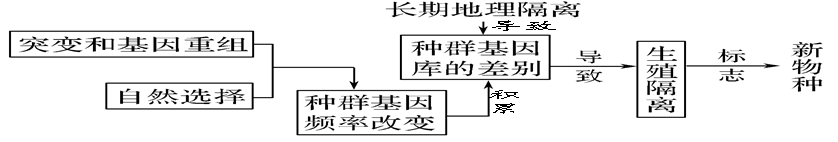 长期地理隔离
导致
突变和基因重组
自然选择
种群基因
频率改变
积累
种群基因
库的差别
导致
生殖隔离
标志
新物种